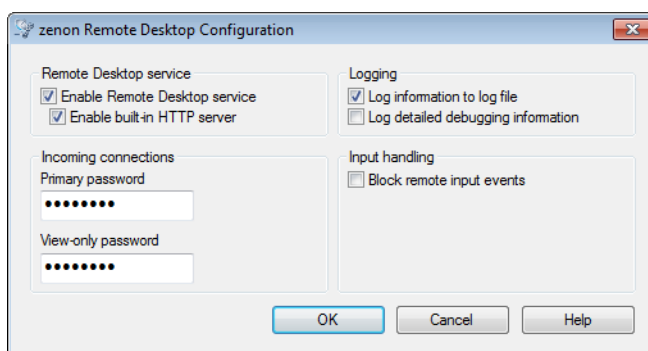 zenon Remote Desktop Configuration
Remote Desktop service
Enable Remote Desktop service
Enable built-in HTTP server
Logging
Log information to log file
Log detailed debugging information
Incoming connections
Primary password
••••••••
View-only password
••••••••
Input handling
Block remote input events
OK
Cancel
Help